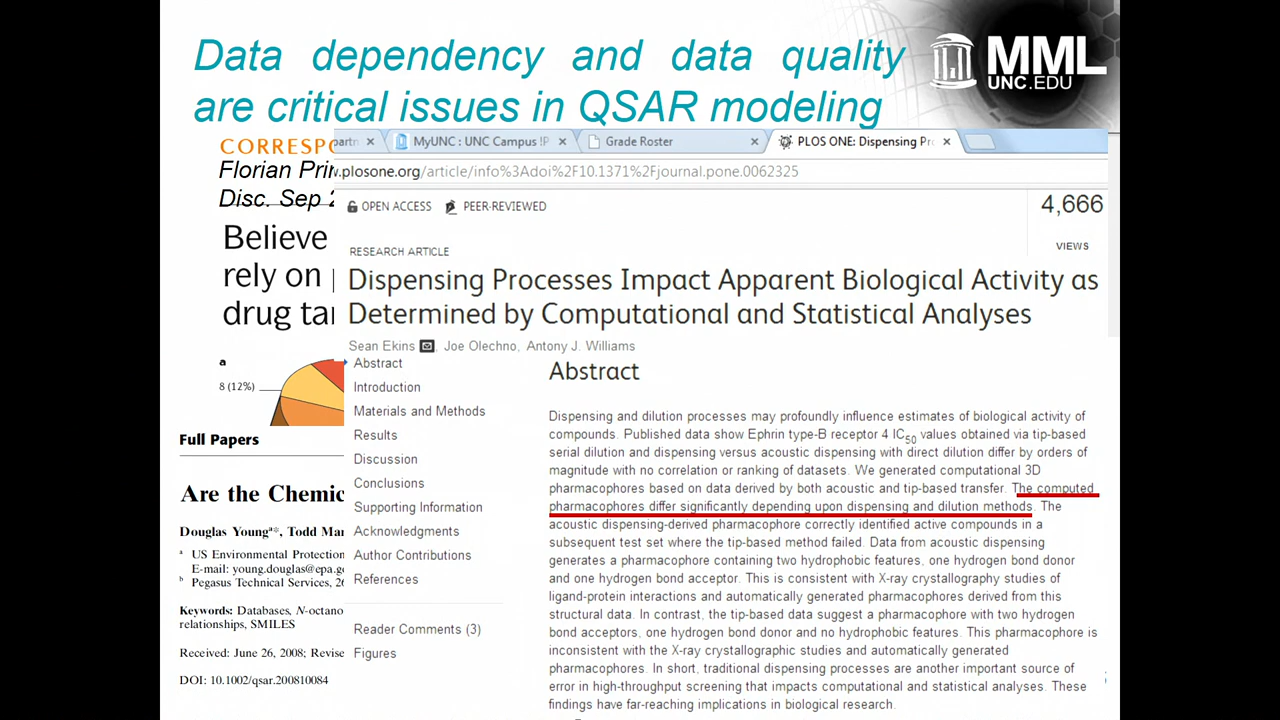 Data dependency and data quality
are critical issues in QSAR modeling
MML
UNC.EDU
CORRESPO
Florian Prin
Disc. Sep 2
Believe
rely on
drug tar
a
8 (12%)
Full Papers
Are the Chemic
Douglas Young a*, Todd Mar
a US Environmental Protection
E-mail: young.douglas@epa.go
b Pegasus Technical Services, 26
Keywords: Databases, N-octano
relationships, SMILES
Received: June 26, 2008; Revise
DOI: 10.1002/qsar.200810084
MyUNC : UNC Campus
Grade Roster
PLOS ONE: Dispensing Pr
.plosone.org/article/info%3Adoi%2F10.1371%2Fjournal.pone.0062325
OPEN ACCESS PEER-REVIEWED
4,666
VIEWS
RESEARCH ARTICLE
Dispensing Processes Impact Apparent Biological Activity as
Determined by Computational and Statistical Analyses
Sean Ekins, Joe Olechno, Antony J. Williams
Abstract
Introduction
Materials and Methods
Results
Discussion
Conclusions
Supporting Information
Acknowledgments
Author Contributions
References
Reader Comments (3)
Figures
Abstract
Dispensing and dilution processes may profoundly influence estimates of biological activity of
compounds. Published data show Ephrin type-B receptor 4 IC50 values obtained via tip-based
serial dilution and dispensing versus acoustic dispensing with direct dilution differ by orders of
magnitude with no correlation or ranking of datasets. We generated computational 3D
pharmacophores based on data derived by both acoustic and tip-based transfer. The computed
pharmacophores differ significantly depending upon dispensing and dilution methods. The
acoustic dispensing-derived pharmacophore correctly identified active compounds in a
subsequent test set where the tip-based method failed. Data from acoustic dispensing
generates a pharmacophore containing two hydrophobic features, one hydrogen bond donor
and one hydrogen bond acceptor. This is consistent with X-ray crystallography studies of
ligand-protein interactions and automatically generated pharmacophores derived from this
structural data. In contrast, the tip-based data suggest a pharmacophore with two hydrogen
bond acceptors, one hydrogen bond donor and no hydrophobic features. This pharmacophore is
inconsistent with the X-ray crystallographic studies and automatically generated
pharmacophores. In short, traditional dispensing processes are another important source of
error in high-throughput screening that impacts computational and statistical analyses. These
findings have far-reaching implications in biological research.